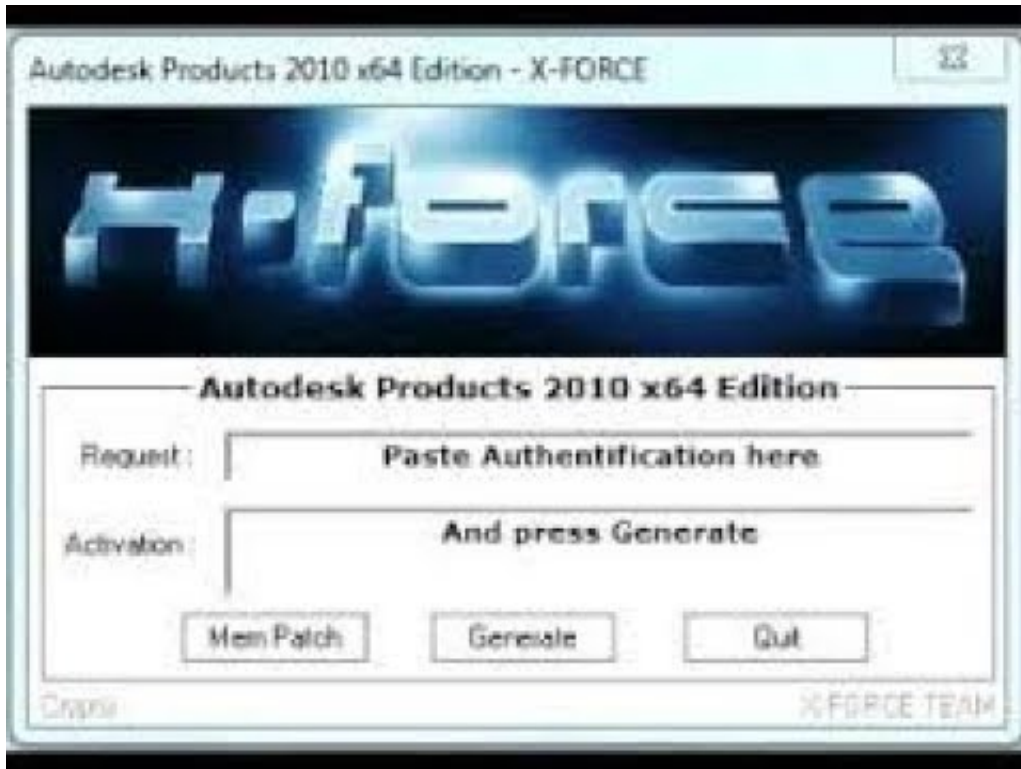 Autodesk Products 2010 x64 Edition - X-FORCE
X-force
Autodesk Products 2010 x64 Edition
Request :
Paste Authentification here
Activation :
And press Generate
Mem Patch Generate Quit
X-FORCE TEAM